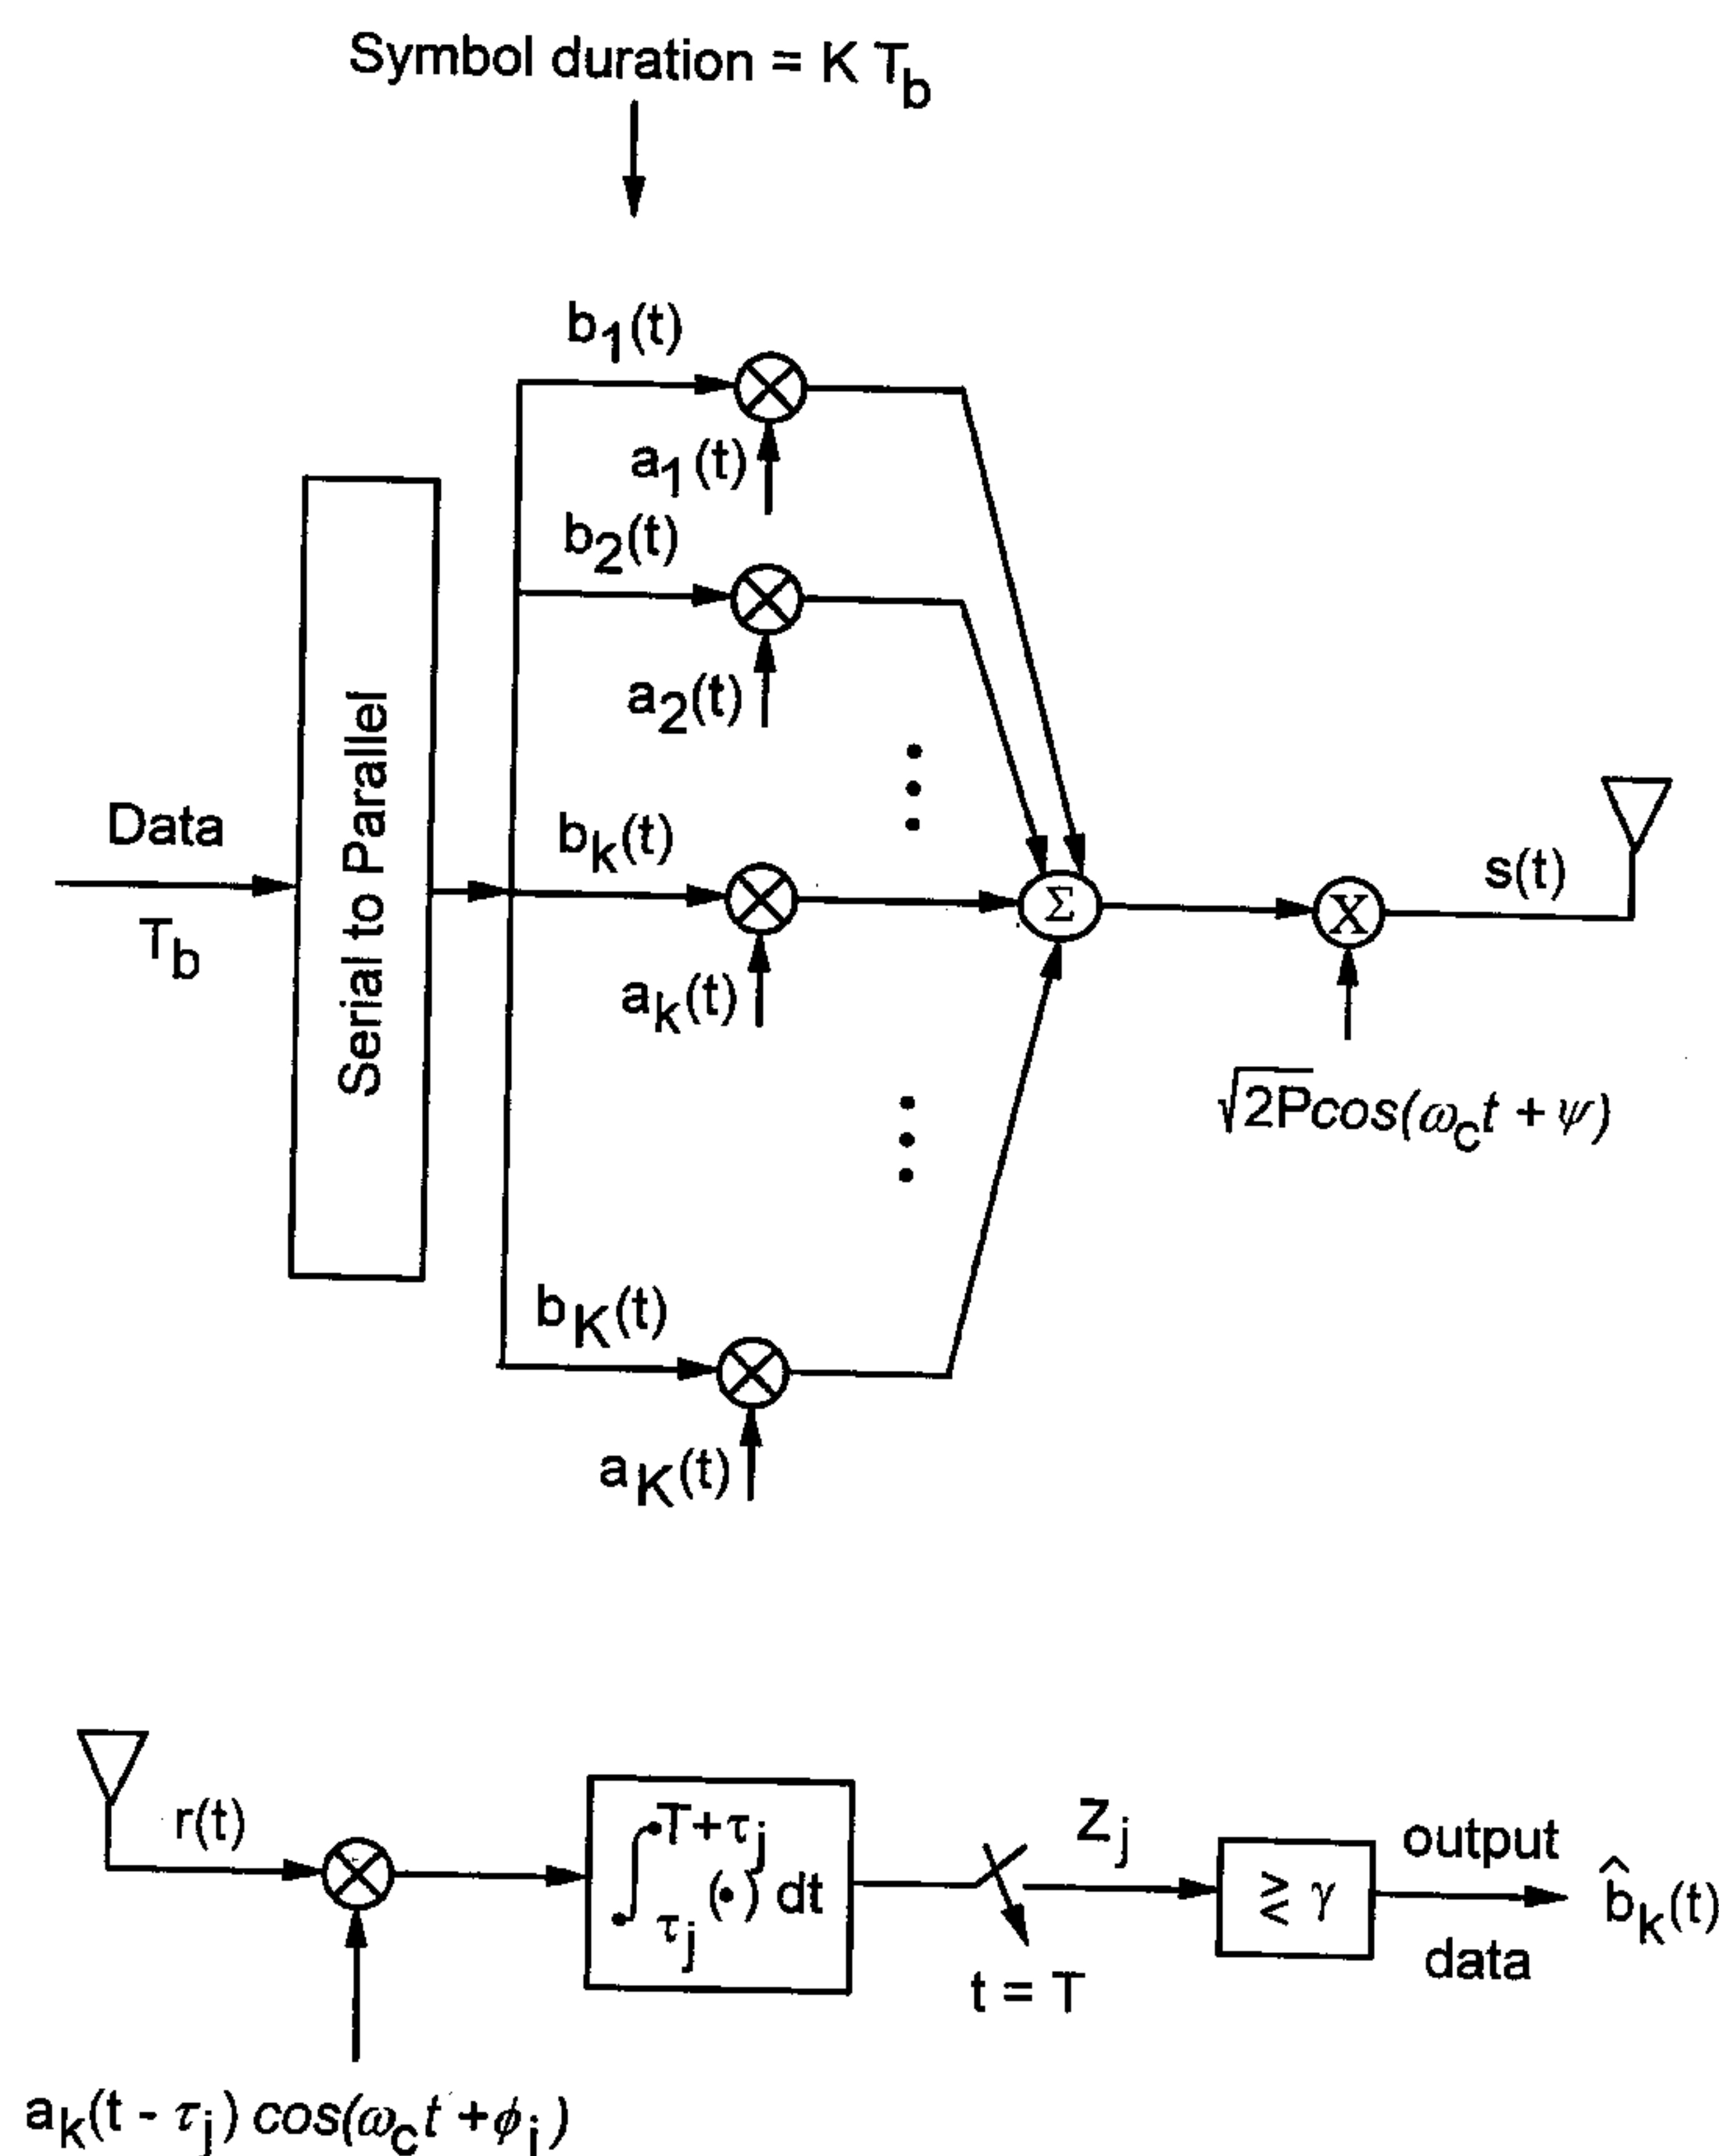 Symbol duration = K T_b
b_1(t)
a_1(t)
b_2(t)
a_2(t)
Serial to Parallel
Data
T_b
b_k(t)
a_k(t)
Σ
X
s(t)
√2P cos(ω_c t + ψ)
b_K(t)
a_K(t)
r(t)
∫ T+τ_j
τ_j (•) dt
Z_j
t = T
≷ γ
output
data
b̂_k(t)
a_k(t - τ_j) cos(ω_c t + φ_j)